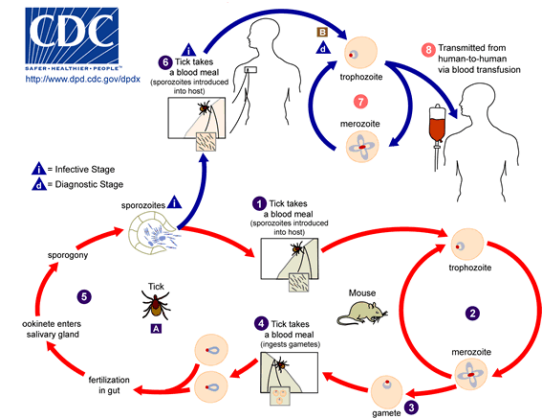 CDC
SAFER • HEALTHIER • PEOPLE™
http://www.dpd.cdc.gov/dpdx
6 Tick takes
a blood meal
(sporozoites introduced
into host)
i
B
d
trophozoite
8 Transmitted from
human-to-human
via blood transfusion
7
merozoite
i = Infective Stage
d = Diagnostic Stage
sporozoites
i
1 Tick takes
a blood meal
(sporozoites introduced
into host)
trophozoite
sporogony
5
Tick
A
Mouse
2
ookinete enters
salivary gland
4 Tick takes
a blood meal
(ingests gametes)
merozoite
fertilization
in gut
gamete
3